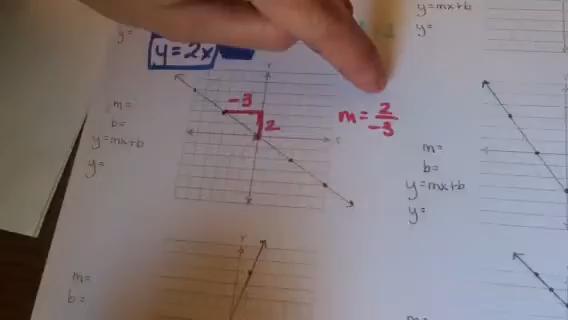 y=
y=2x
y=mx+b
y=
-3
2
m=2/-3
m=
b=
y=mx+b
y=
m=
b=
y=mx+b
y=
m=
b=
m=